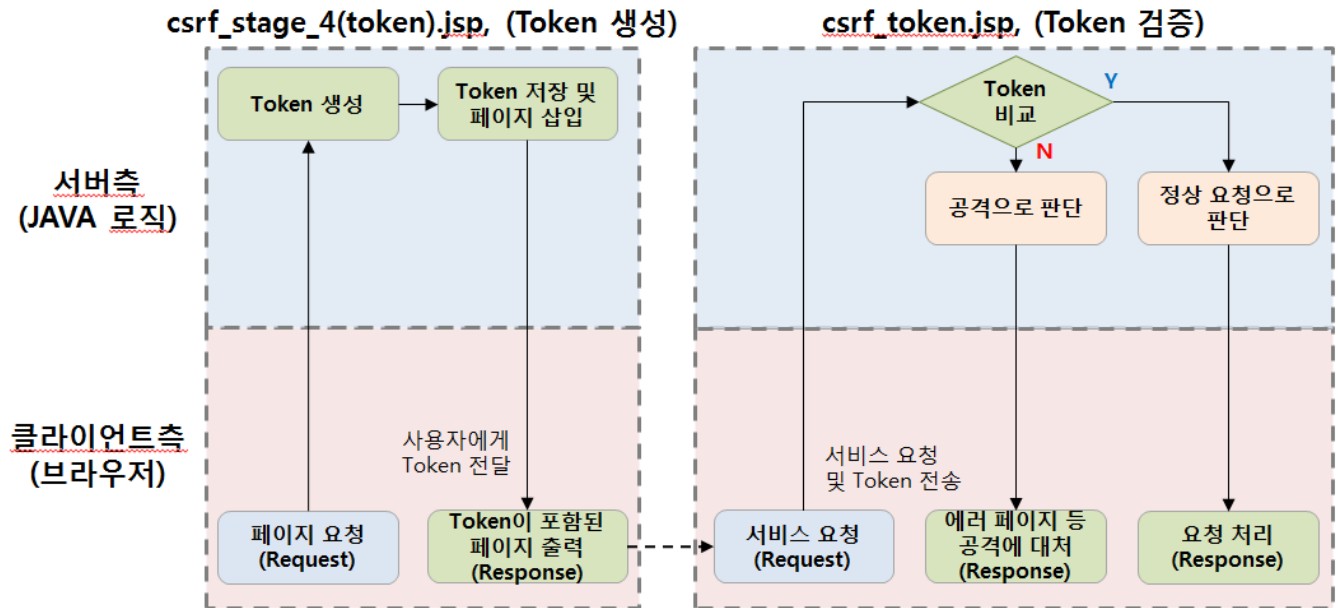 csrf_stage_4(token).jsp, (Token 생성)
csrf_token.jsp, (Token 검증)
서버측
(JAVA 로직)
Token 생성
Token 저장 및
페이지 삽입
Token
비교
Y
N
공격으로 판단
정상 요청으로
판단
클라이언트측
(브라우저)
사용자에게
Token 전달
서비스 요청
및 Token 전송
페이지 요청
(Request)
Token이 포함된
페이지 출력
(Response)
서비스 요청
(Request)
에러 페이지 등
공격에 대처
(Response)
요청 처리
(Response)